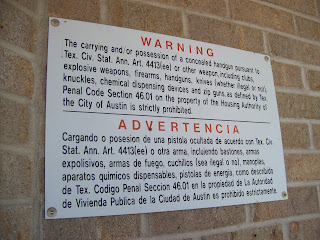 WARNING
The carrying and/or possession of a concealed handgun pursuant to
Tex. Civ. Stat. Ann. Art. 4413(ee) or other weapon, including clubs,
explosive weapons, firearms, handguns, knives (whether illegal or not),
knuckles, chemical dispensing devices and zip guns, as defined by Tex.
Penal Code Section 46.01 on the property of the Housing Authority of
the City of Austin is strictly prohibited.
ADVERTENCIA
Cargando o posesion de una pistola ocultada de acuerdo con Tex. Civ.
Stat. Ann. Art. 4413(ee) o otra arma, incluiendo bastones, armas
explosivos, armas de fuego, cuchillos (sea ilegal o no), manoplas,
aparatos quimicos dispensables, pistolas de energia, como describido
de Tex. Codigo Penal Seccion 46.01 en la propiedad de La Autoridad
de Vivienda Publica de la Ciudad de Austin es prohibido estrictamente.